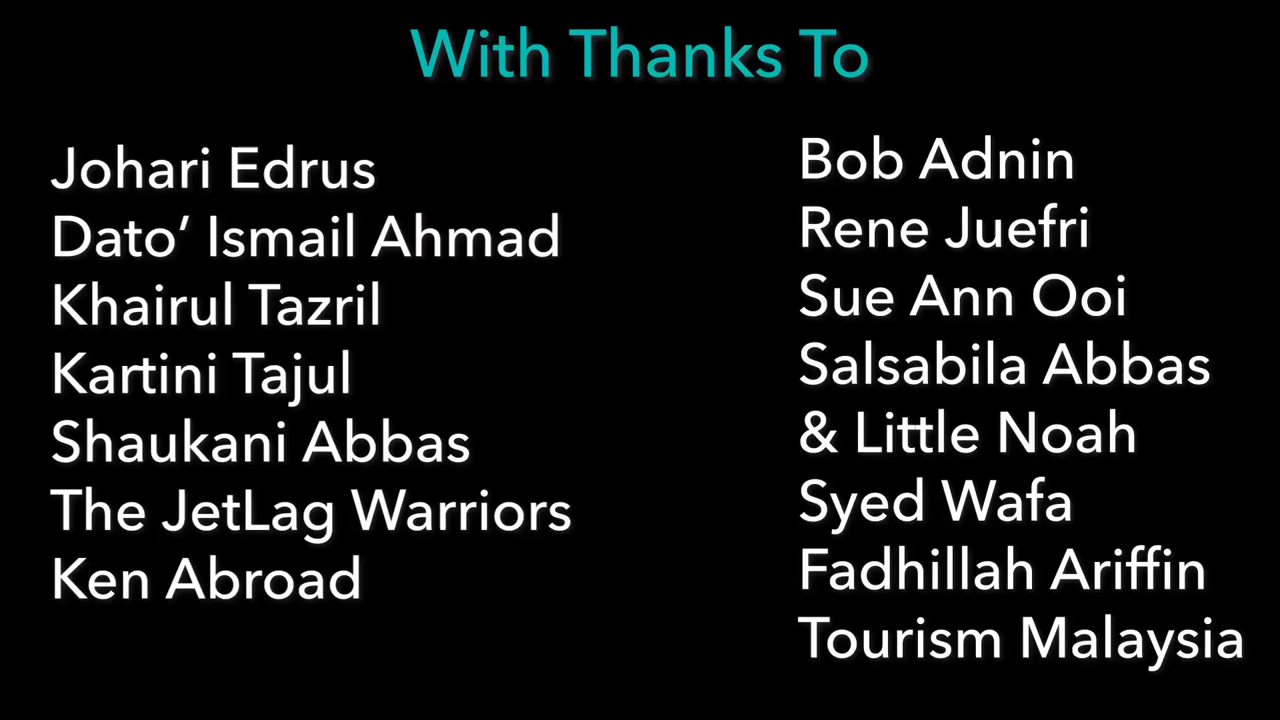 With Thanks To
Johari Edrus
Dato’ Ismail Ahmad
Khairul Tazril
Kartini Tajul
Shaukani Abbas
The JetLag Warriors
Ken Abroad
Bob Adnin
Rene Juefri
Sue Ann Ooi
Salsabila Abbas
& Little Noah
Syed Wafa
Fadhillah Ariffin
Tourism Malaysia